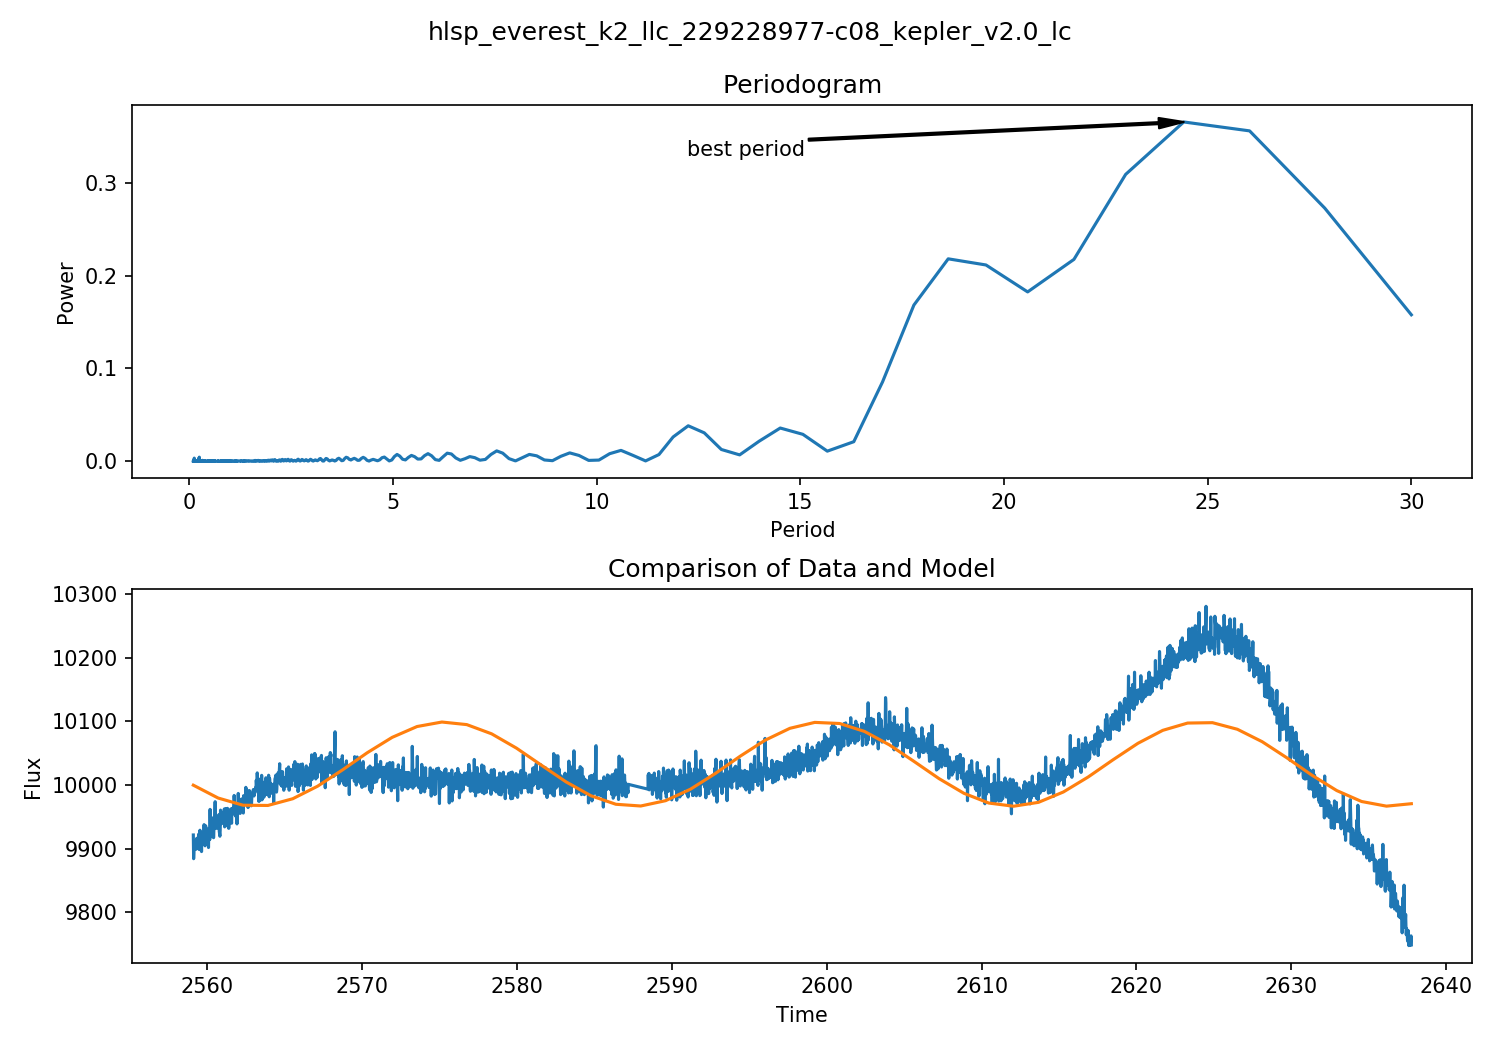 hlsp_everest_k2_llc_229228977-c08_kepler_v2.0_lc
Periodogram
best period
Power
0.3
0.2
0.1
0.0
0 5 10 15 20 25 30
Period
Comparison of Data and Model
Flux
10300
10200
10100
10000
9900
9800
2560 2570 2580 2590 2600 2610 2620 2630 2640
Time